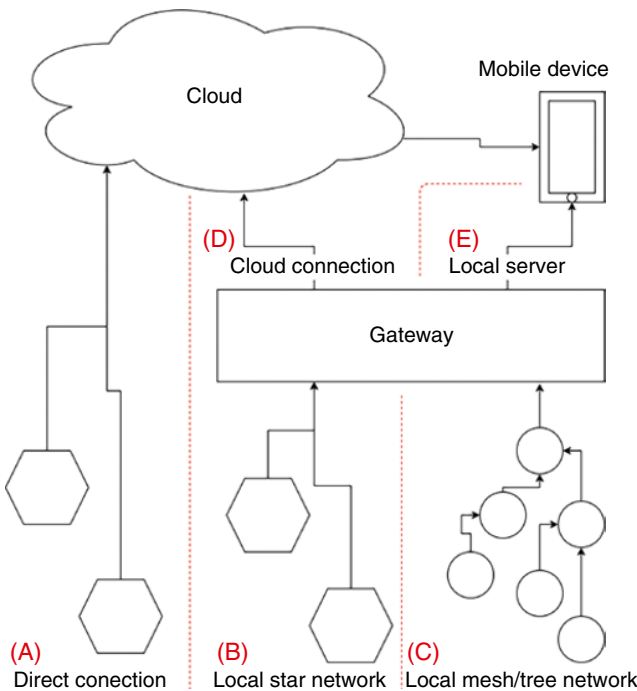 Mobile device
Cloud
(D)
Cloud connection
(E)
Local server
Gateway
(A)
Direct conection
(B)
Local star network
(C)
Local mesh/tree network